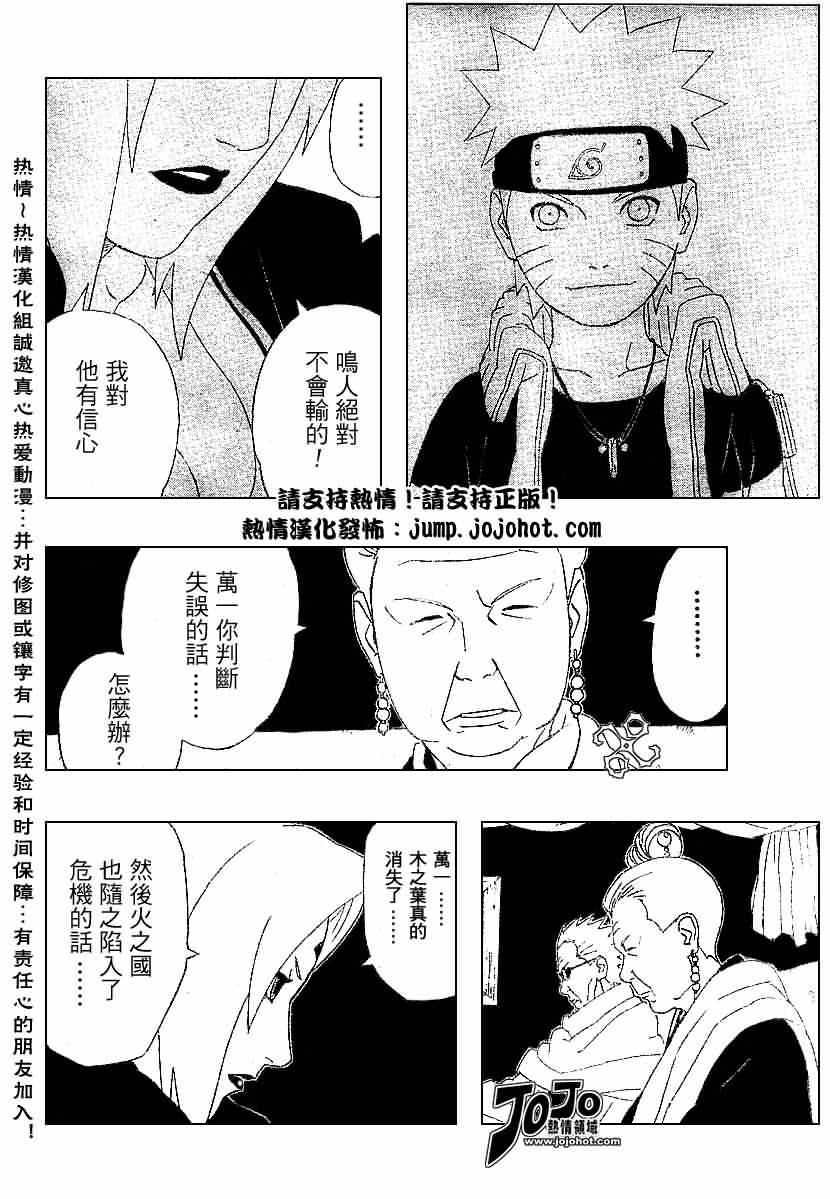 ……
鳴人絕對
不會輸的！
我對
他有信心
請支持熱情！請支持正版！
熱情漢化發佈：jump.jojohot.com
………
萬一你判斷
失誤的話……
怎麼辦？
萬一……
木之葉真的
消失了……
然後火之國
也隨之陷入了
危機的話……
JOJO
熱情領域
www.jojohot.com
热情～热情漢化組誠邀真心热爱動漫…并对修图或镶字有一定经验和时间保障…有责任心的朋友加入！